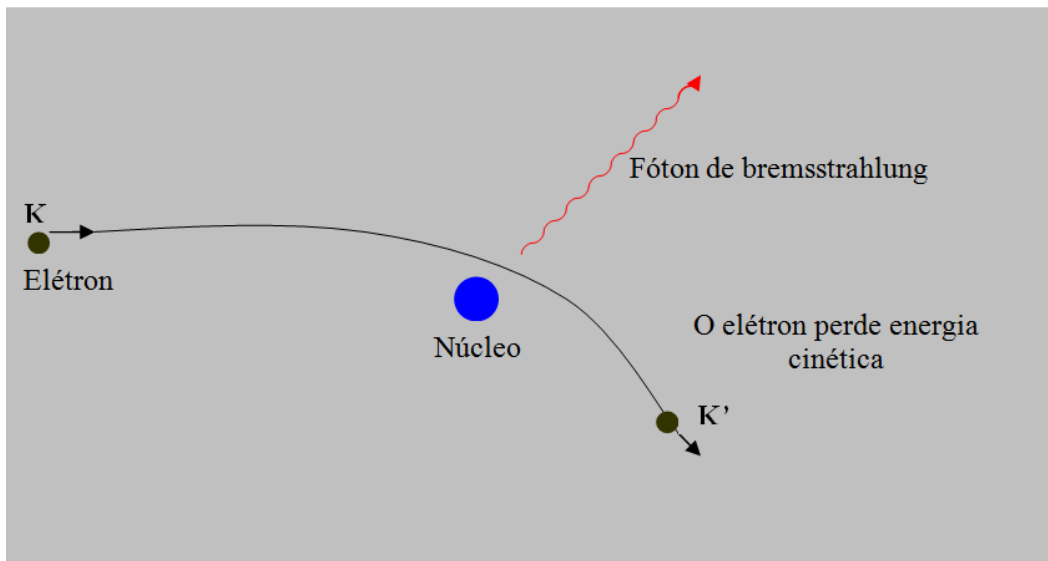 Fóton de bremsstrahlung
K
Elétron
O elétron perde energia
cinética
Núcleo
K’